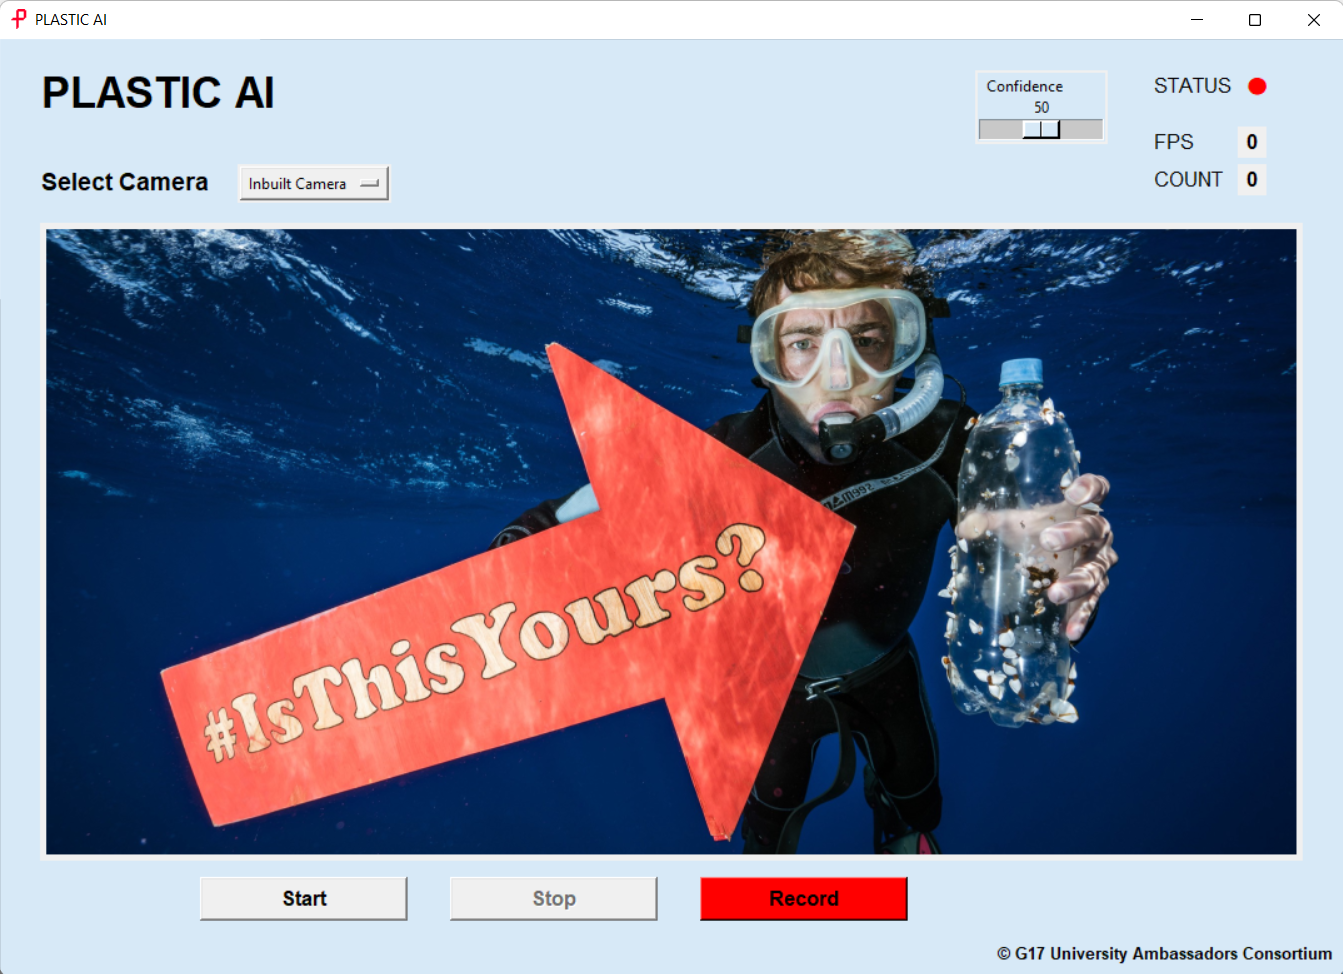 PLASTIC AI
PLASTIC AI
Confidence
50
STATUS
FPS 0
COUNT 0
Select Camera
Inbuilt Camera
#IsThisYours?
Start
Stop
Record
© G17 University Ambassadors Consortium